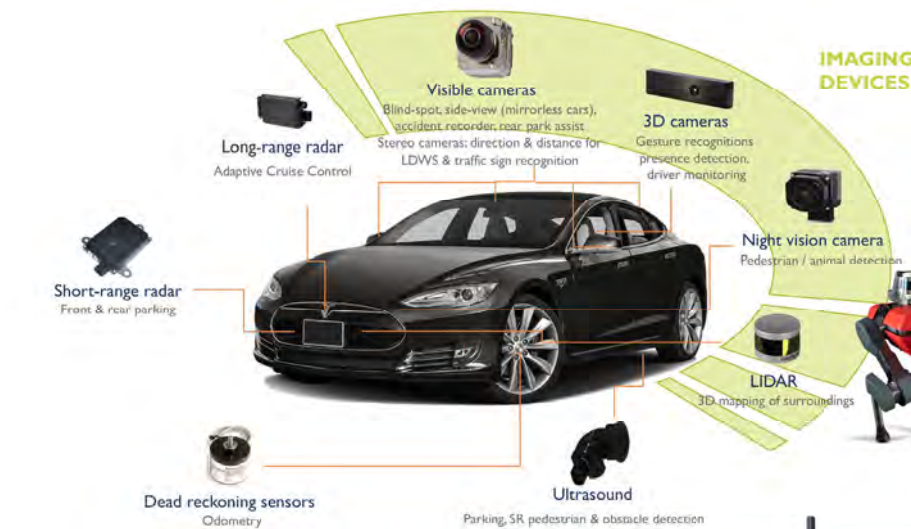 IMAGING
DEVICES
Visible cameras
Blind-spot, side-view (mirrorless cars),
accident recorder, rear park assist
Stereo cameras: direction & distance for
LDWS & traffic sign recognition
3D cameras
Gesture recognitions
presence detection,
driver monitoring
Long-range radar
Adaptive Cruise Control
Night vision camera
Pedestrian / animal detection
Short-range radar
Front & rear parking
LIDAR
3D mapping of surroundings
Dead reckoning sensors
Odometry
Ultrasound
Parking, SR pedestrian & obstacle detection